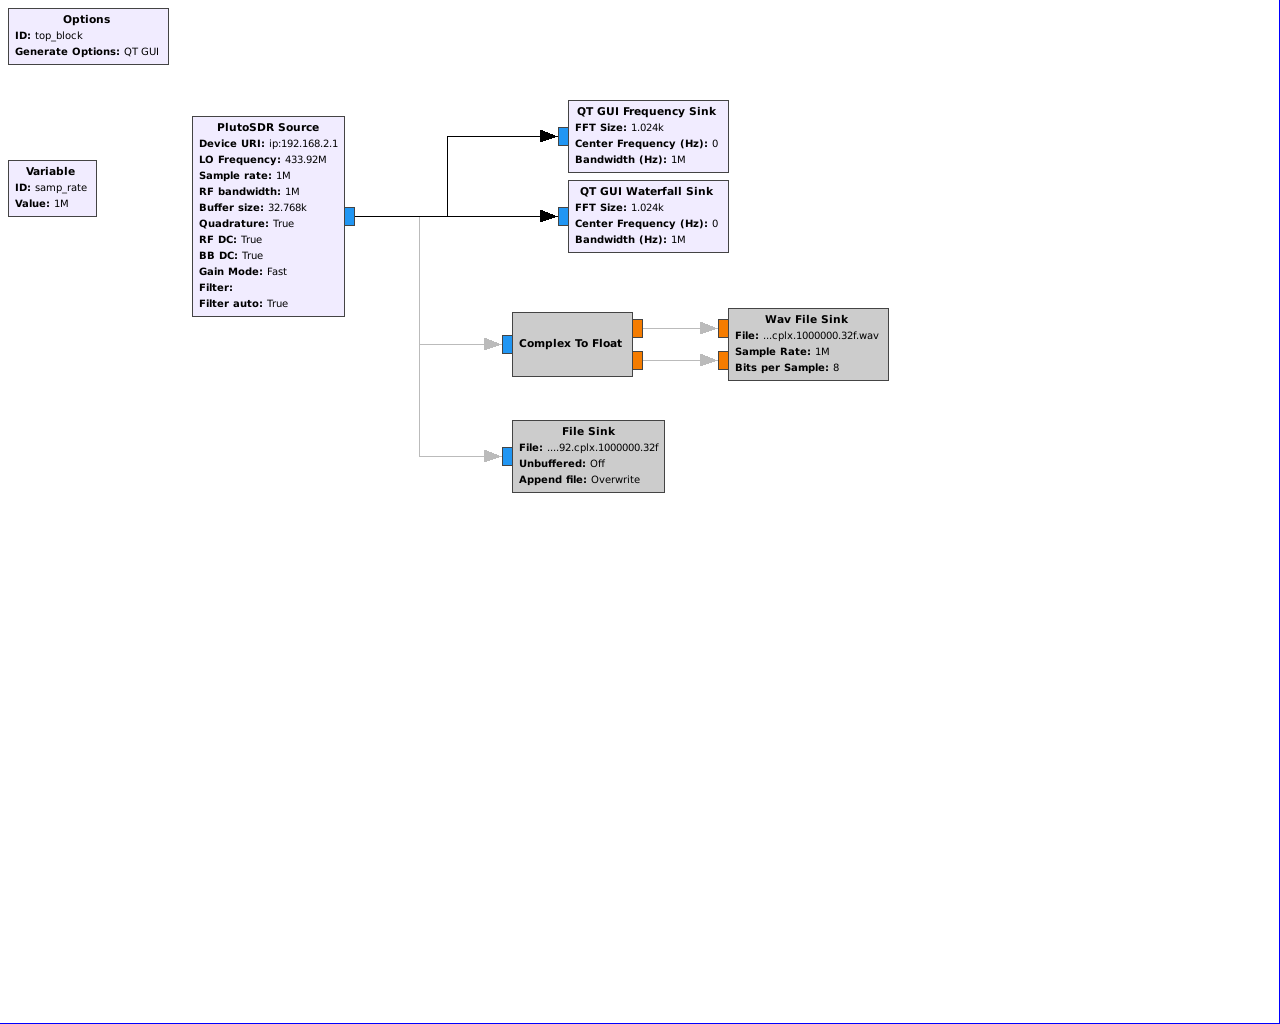 Options
ID: top_block
Generate Options: QT GUI
Variable
ID: samp_rate
Value: 1M
PlutoSDR Source
Device URI: ip:192.168.2.1
LO Frequency: 433.92M
Sample rate: 1M
RF bandwidth: 1M
Buffer size: 32.768k
Quadrature: True
RF DC: True
BB DC: True
Gain Mode: Fast
Filter:
Filter auto: True
QT GUI Frequency Sink
FFT Size: 1.024k
Center Frequency (Hz): 0
Bandwidth (Hz): 1M
QT GUI Waterfall Sink
FFT Size: 1.024k
Center Frequency (Hz): 0
Bandwidth (Hz): 1M
Complex To Float
Wav File Sink
File: ...cplx.1000000.32f.wav
Sample Rate: 1M
Bits per Sample: 8
File Sink
File: ....92.cplx.1000000.32f
Unbuffered: Off
Append file: Overwrite